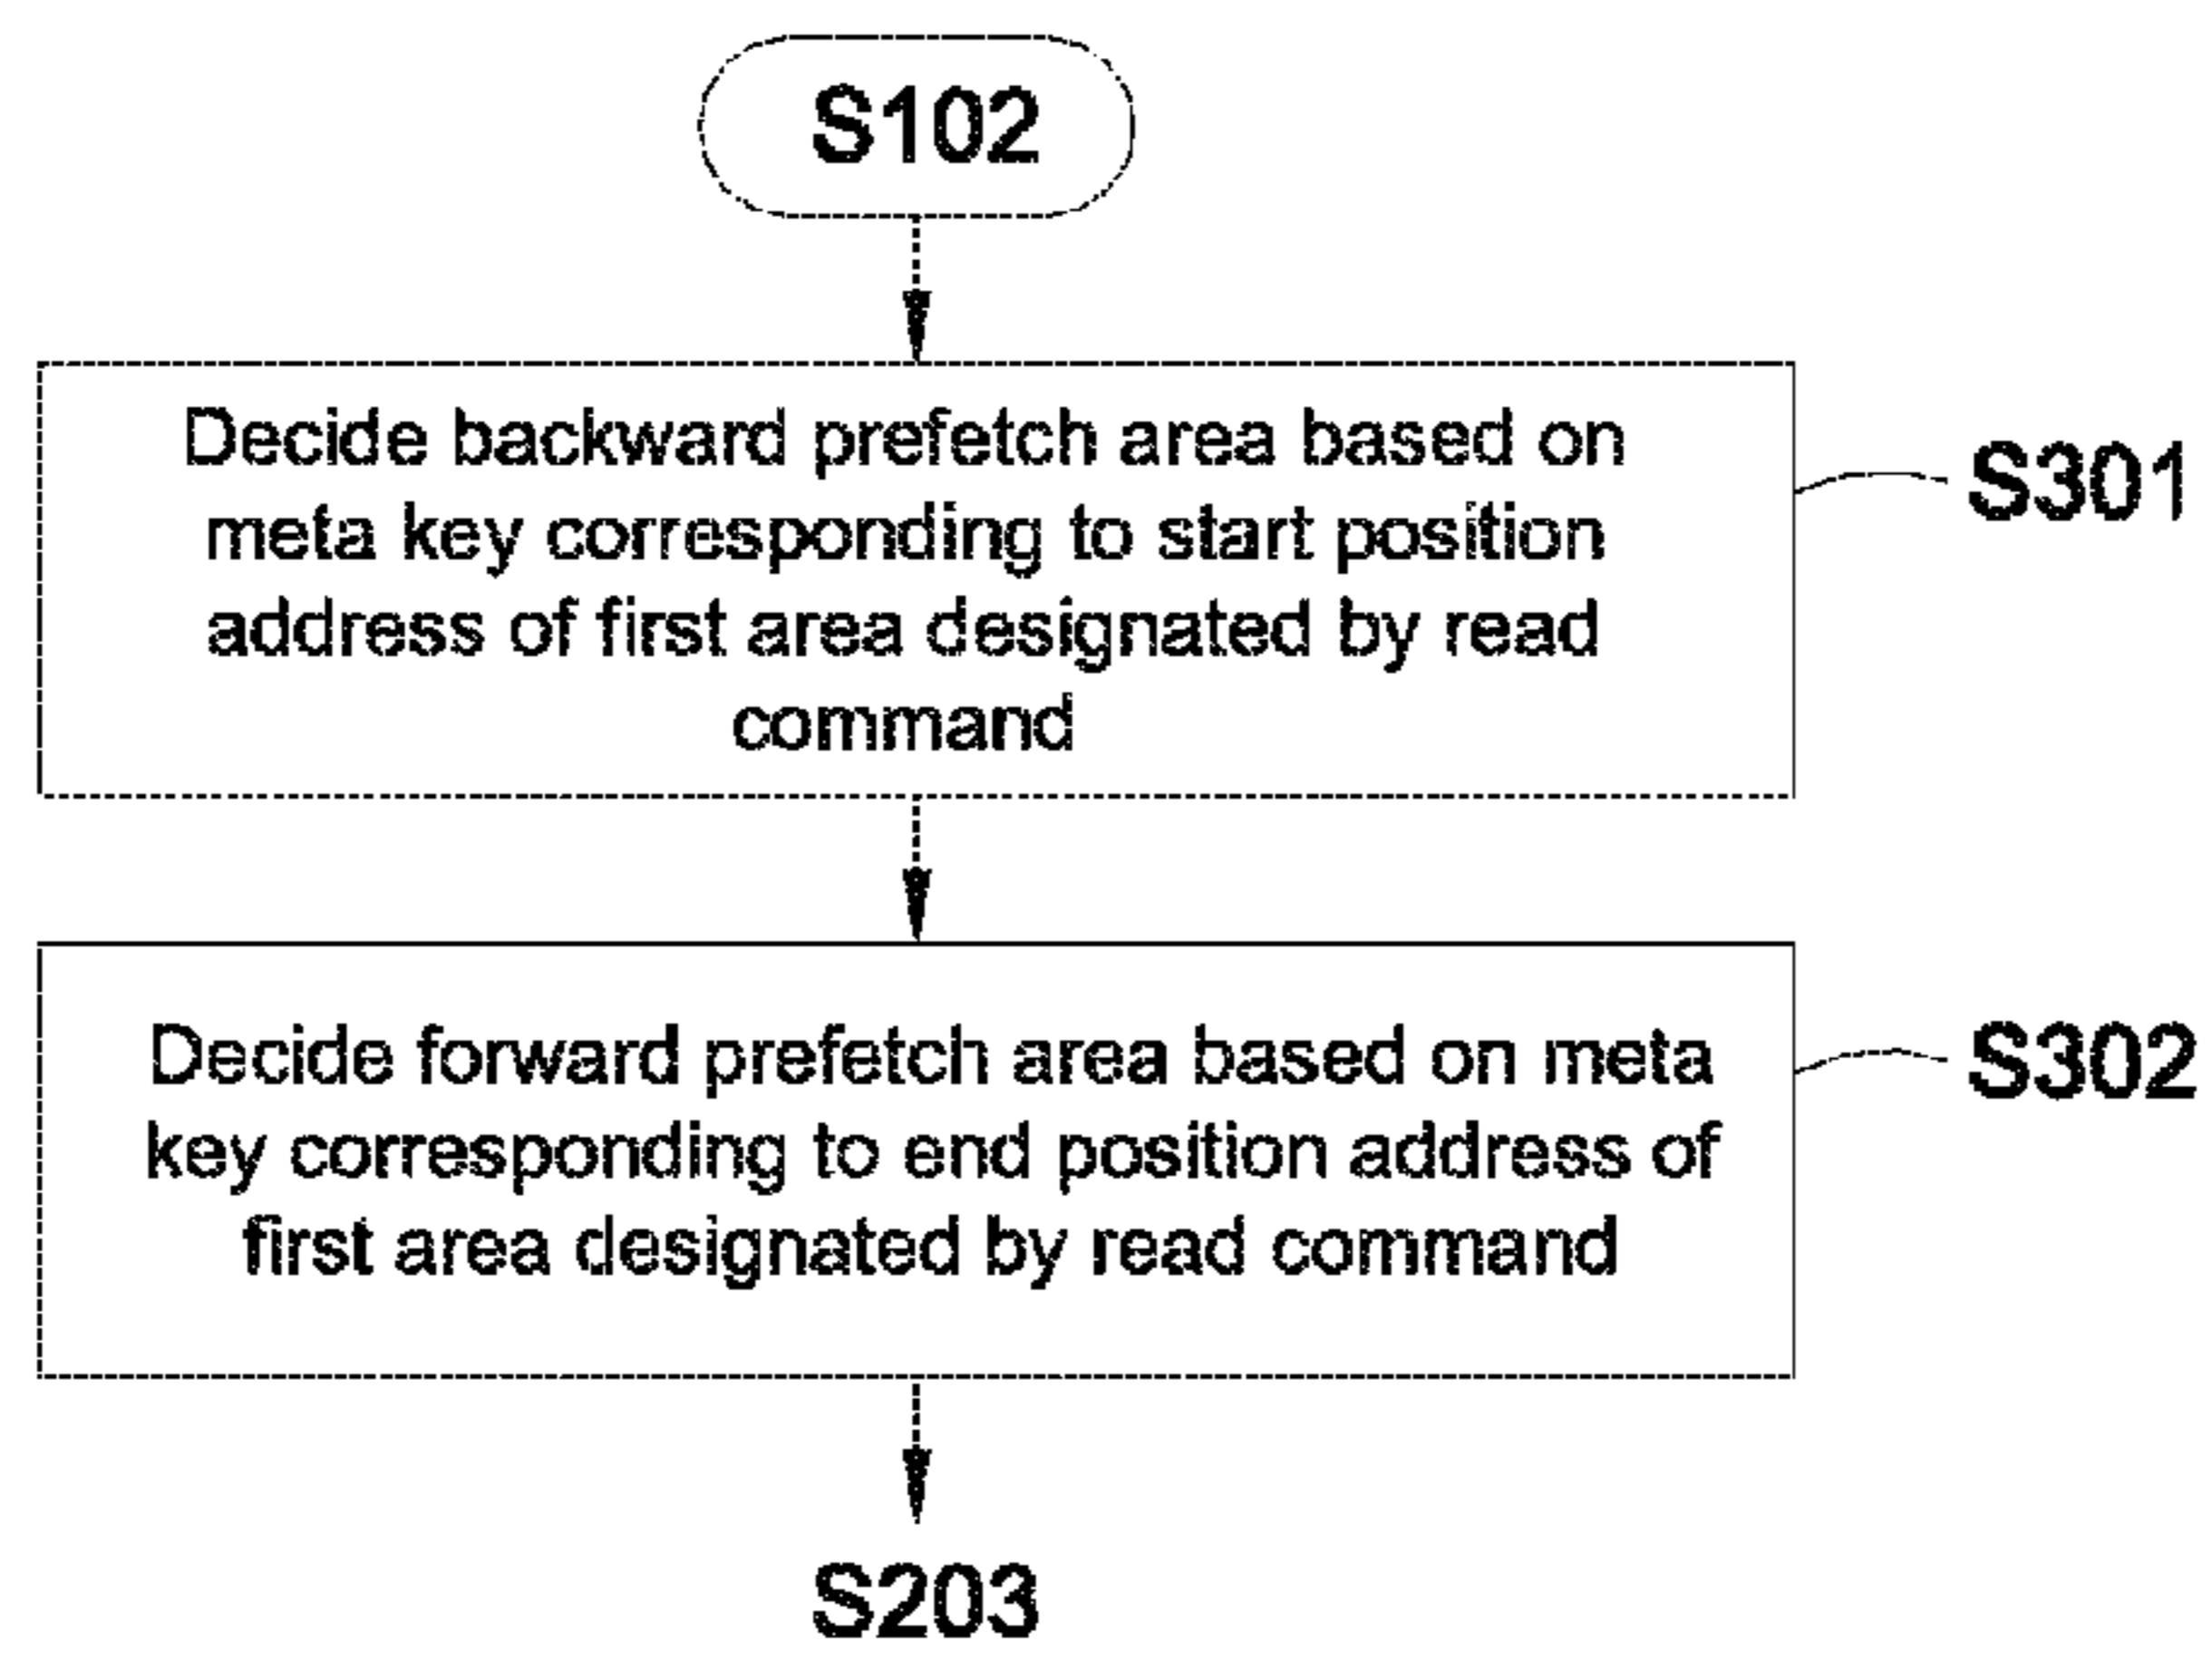 S102
Decide backward prefetch area based on
meta key corresponding to start position
address of first area designated by read
command
S301
Decide forward prefetch area based on meta
key corresponding to end position address of
first area designated by read command
S302
S203